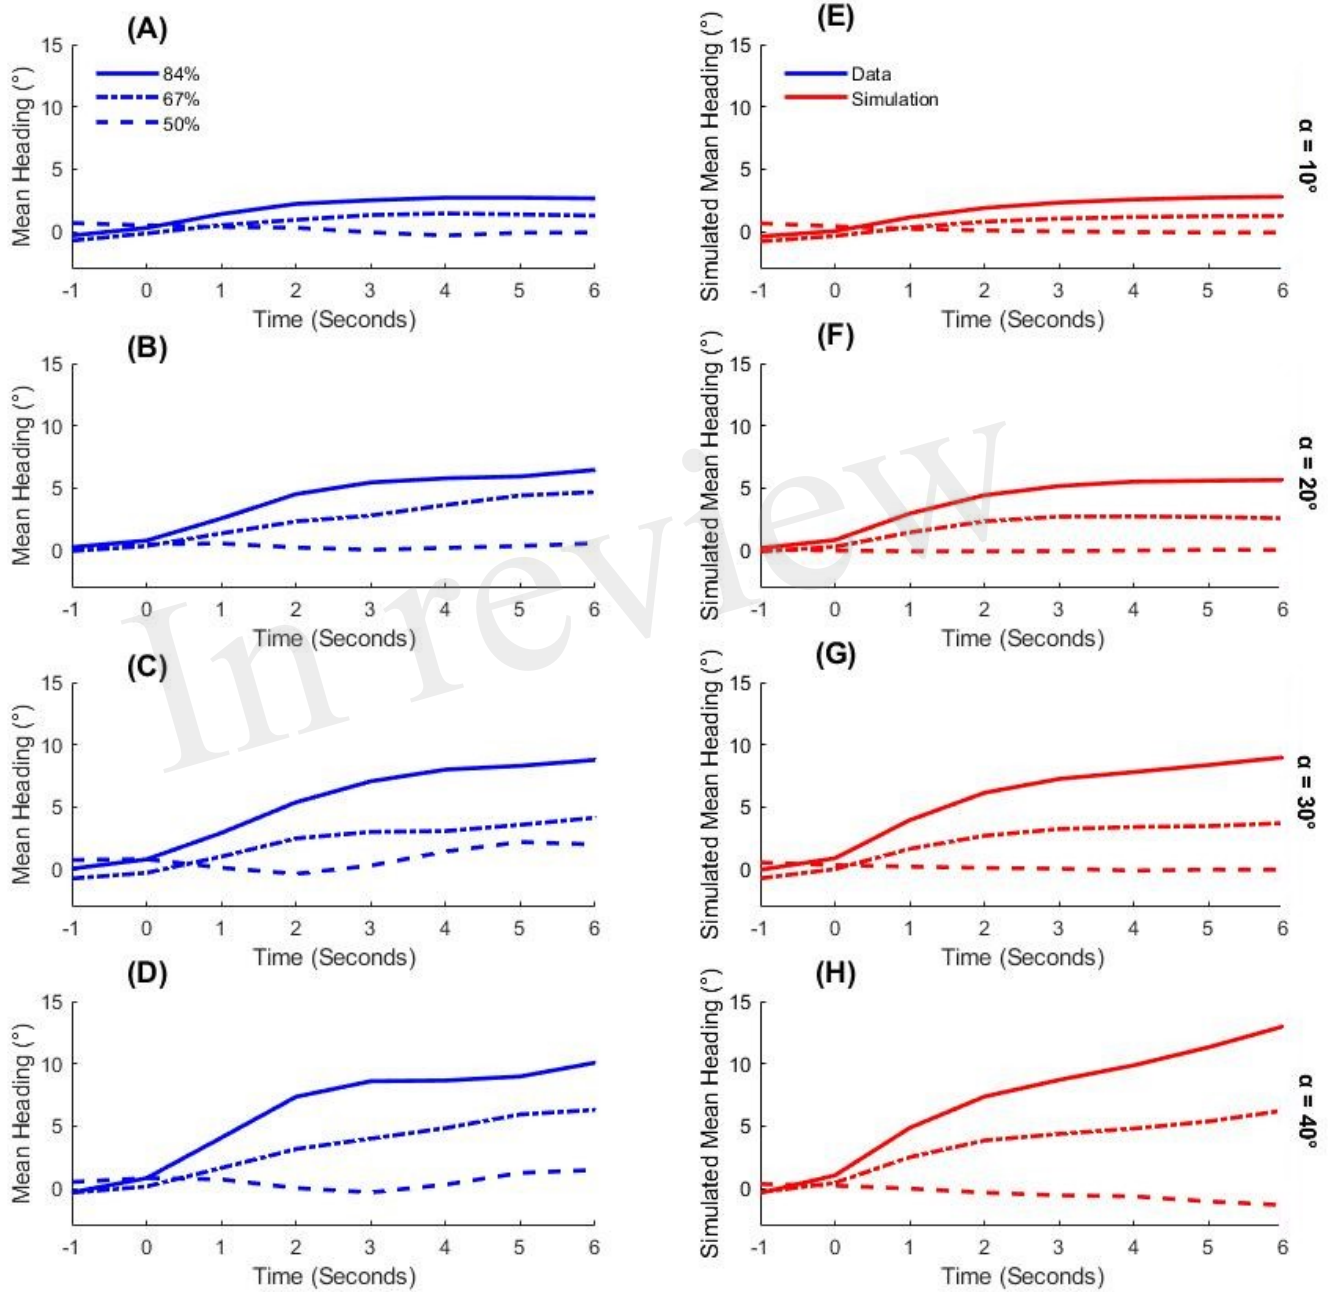 (A)
Mean Heading (°)
15
10
5
0
84%
67%
50%
-1 0 1 2 3 4 5 6
Time (Seconds)
(E)
Simulated Mean Heading (°)
15
10
5
0
Data
Simulation
-1 0 1 2 3 4 5 6
Time (Seconds)
α = 10°
(B)
Mean Heading (°)
15
10
5
0
-1 0 1 2 3 4 5 6
Time (Seconds)
(F)
Simulated Mean Heading (°)
15
10
5
0
-1 0 1 2 3 4 5 6
Time (Seconds)
α = 20°
In review
(C)
Mean Heading (°)
15
10
5
0
-1 0 1 2 3 4 5 6
Time (Seconds)
(G)
Simulated Mean Heading (°)
15
10
5
0
-1 0 1 2 3 4 5 6
Time (Seconds)
α = 30°
(D)
Mean Heading (°)
15
10
5
0
-1 0 1 2 3 4 5 6
Time (Seconds)
(H)
Simulated Mean Heading (°)
15
10
5
0
-1 0 1 2 3 4 5 6
Time (Seconds)
α = 40°